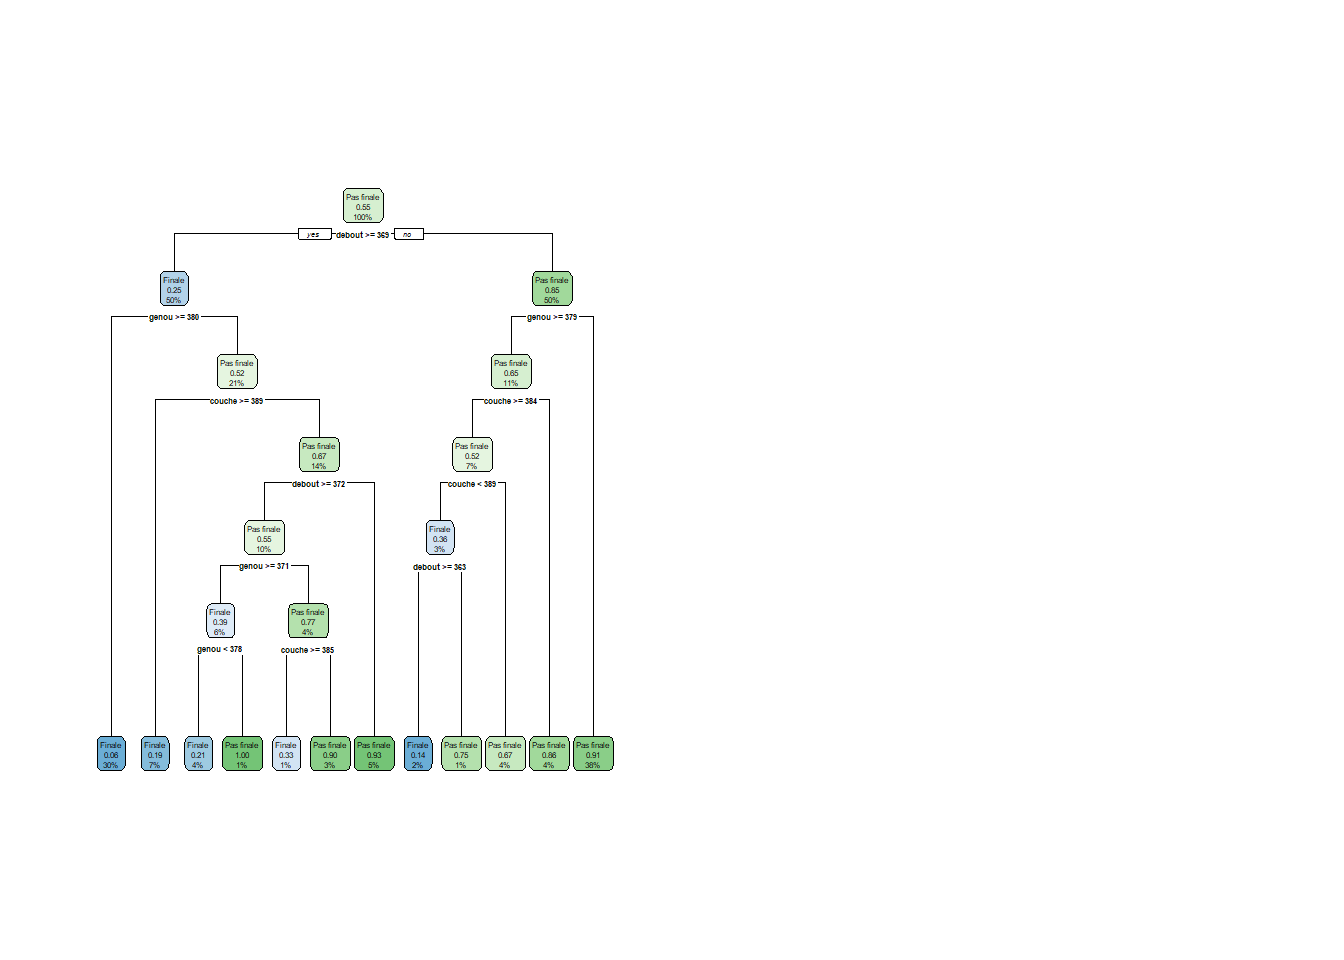 Pas finale
0.55
100%
yes debout >= 369 no
Finale
0.25
50%
Pas finale
0.85
50%
genou >= 380
genou >= 379
Pas finale
0.52
21%
Pas finale
0.65
11%
couche >= 389
couche >= 384
Pas finale
0.67
14%
Pas finale
0.52
7%
debout >= 372
couche < 389
Pas finale
0.55
10%
Finale
0.36
3%
genou >= 371
debout >= 363
Finale
0.39
6%
Pas finale
0.77
4%
genou < 378
couche >= 385
Finale
0.06
30%
Finale
0.19
7%
Finale
0.21
4%
Pas finale
1.00
1%
Finale
0.33
1%
Pas finale
0.90
3%
Pas finale
0.93
5%
Finale
0.14
2%
Pas finale
0.75
1%
Pas finale
0.67
4%
Pas finale
0.86
4%
Pas finale
0.91
38%